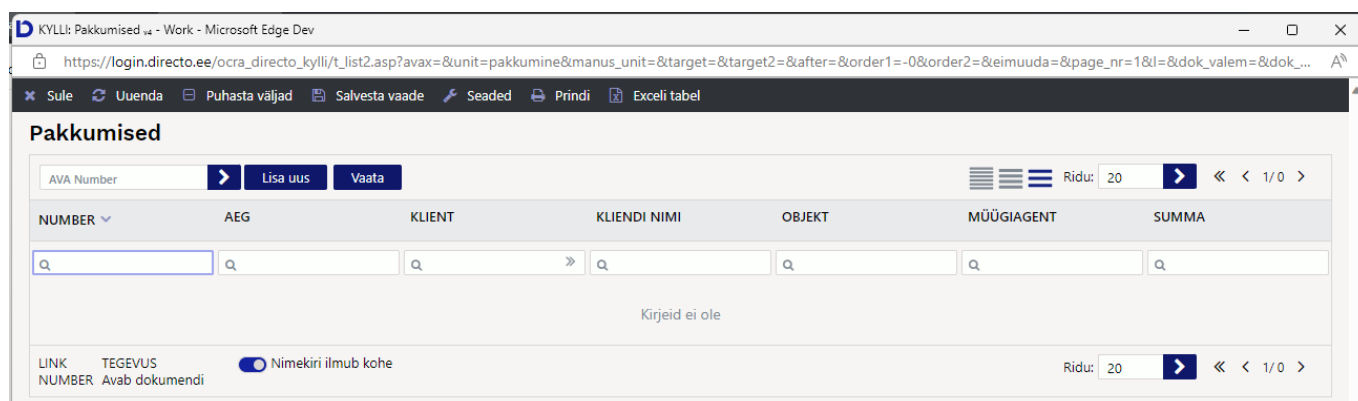 KYLLI: Pakkumised v4 - Work - Microsoft Edge Dev
https://login.directo.ee/ocra_directo_kylli/t_list2.asp?avax=&unit=pakkumine&manus_unit=&target=&target2=&after=&order1=-0&order2=&eimuuda=&page_nr=1&l=&dok_valem=&dok_...
Sule Uuenda Puhasta väljad Salvesta vaade Seaded Prindi Exceli tabel
Pakkumised
AVA Number Lisa uus Vaata Ridu: 20 1/ 0
NUMBER AEG KLIENT KLIENDI NIMI OBJEKT MÜÜGIAGENT SUMMA
Kirjeid ei ole
LINK TEGEVUS Nimekiri ilmub kohe Ridu: 20 1/ 0
NUMBER Avab dokumendi